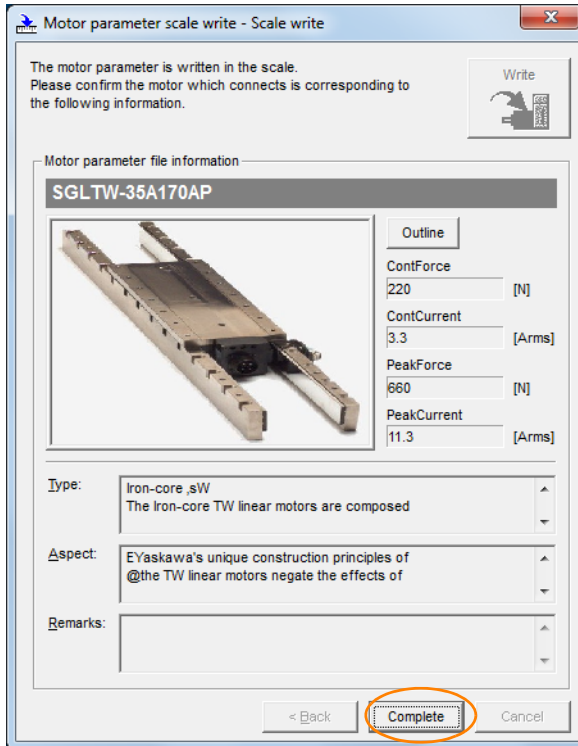 Motor parameter scale write - Scale write
x
The motor parameter is written in the scale.
Please confirm the motor which connects is corresponding to
the following information.
Write
Motor parameter file information
SGLTW-35A170AP
Outline
ContForce
220 [N]
ContCurrent
3.3 [Arms]
PeakForce
660 [N]
PeakCurrent
11.3 [Arms]
Type:
Iron-core ,sW
The Iron-core TW linear motors are composed
Aspect:
EYaskawa's unique construction principles of
@the TW linear motors negate the effects of
Remarks:
< Back
Complete
Cancel